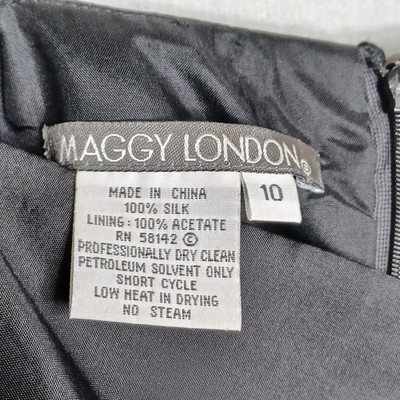 MAGGY LONDON®
10
MADE IN CHINA
100% SILK
LINING: 100% ACETATE
RN 58142 ©
PROFESSIONALLY DRY CLEAN
PETROLEUM SOLVENT ONLY
SHORT CYCLE
LOW HEAT IN DRYING
NO STEAM